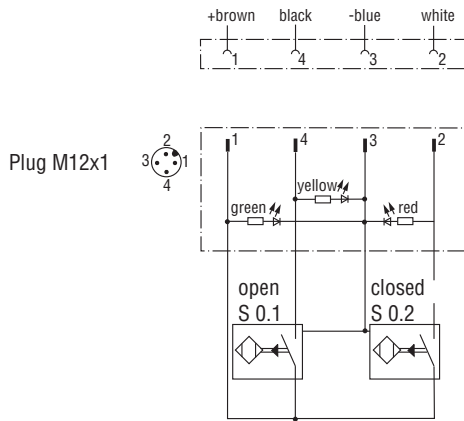 +brown black -blue white
1 4 3 2
1 4 3 2
Plug M12x1
2
3 1
4
yellow
green red
open closed
S 0.1 S 0.2